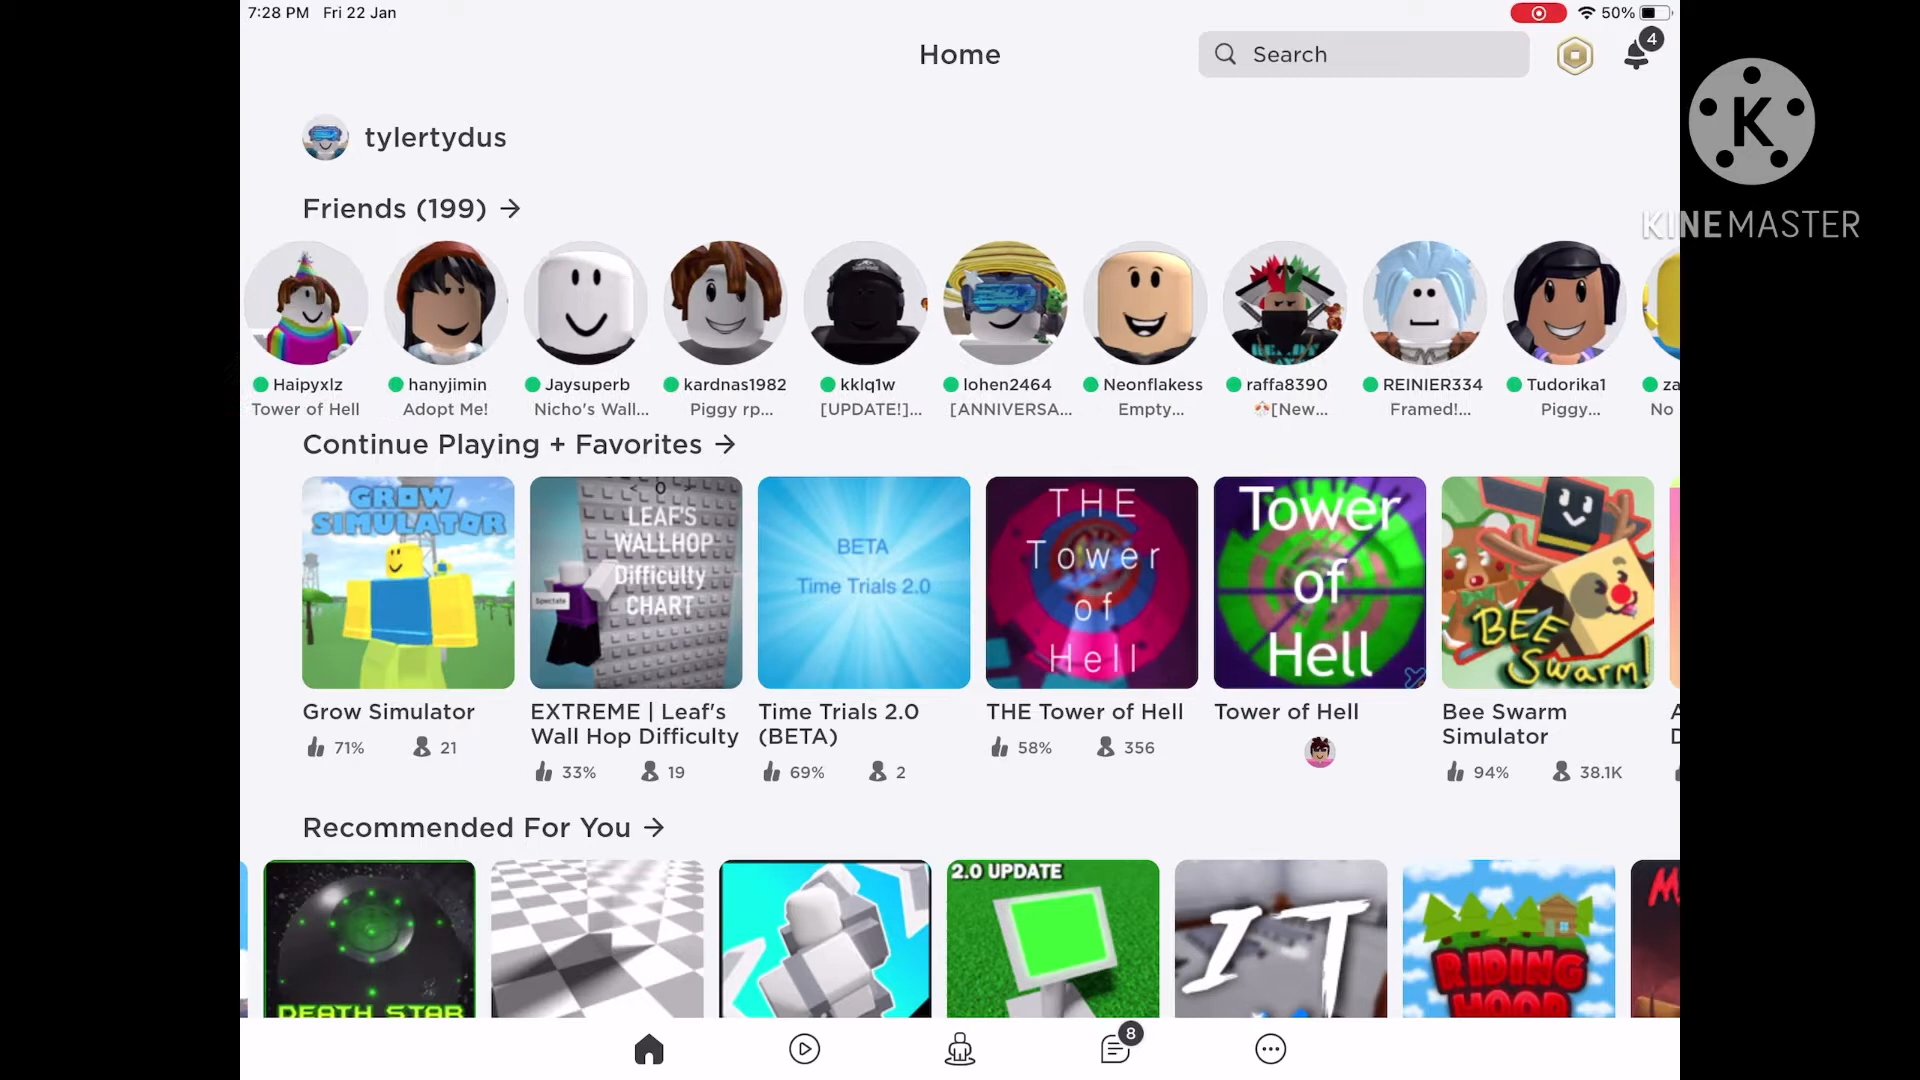 7:28 PM Fri 22 Jan
50%
Home
Search
4
K
KINEMASTER
tylertydus
Friends (199) →
Haipyxlz
Tower of Hell
hanyjimin
Adopt Me!
Jaysuperb
Nicho's Wall...
kardnas1982
Piggy rp...
kklq1w
[UPDATE!]...
lohen2464
[ANNIVERSA...
Neonflakess
Empty...
raffa8390
[New...
REINIER334
Framed!...
Tudorika1
Piggy...
za
No
Continue Playing + Favorites →
GROW
SIMULATOR
< 0 >
LEAF'S
WALLHOP
Difficulty
CHART
Spectate
BETA
Time Trials 2.0
THE
Tower
of
Hell
Tower
of
Hell
BEE
Swarm!
Grow Simulator
71% 21
EXTREME | Leaf's
Wall Hop Difficulty
33% 19
Time Trials 2.0
(BETA)
69% 2
THE Tower of Hell
58% 356
Tower of Hell
Bee Swarm
Simulator
94% 38.1K
Recommended For You →
DEATH STAR
2.0 UPDATE
IT
RIDING
HOOD
M
8